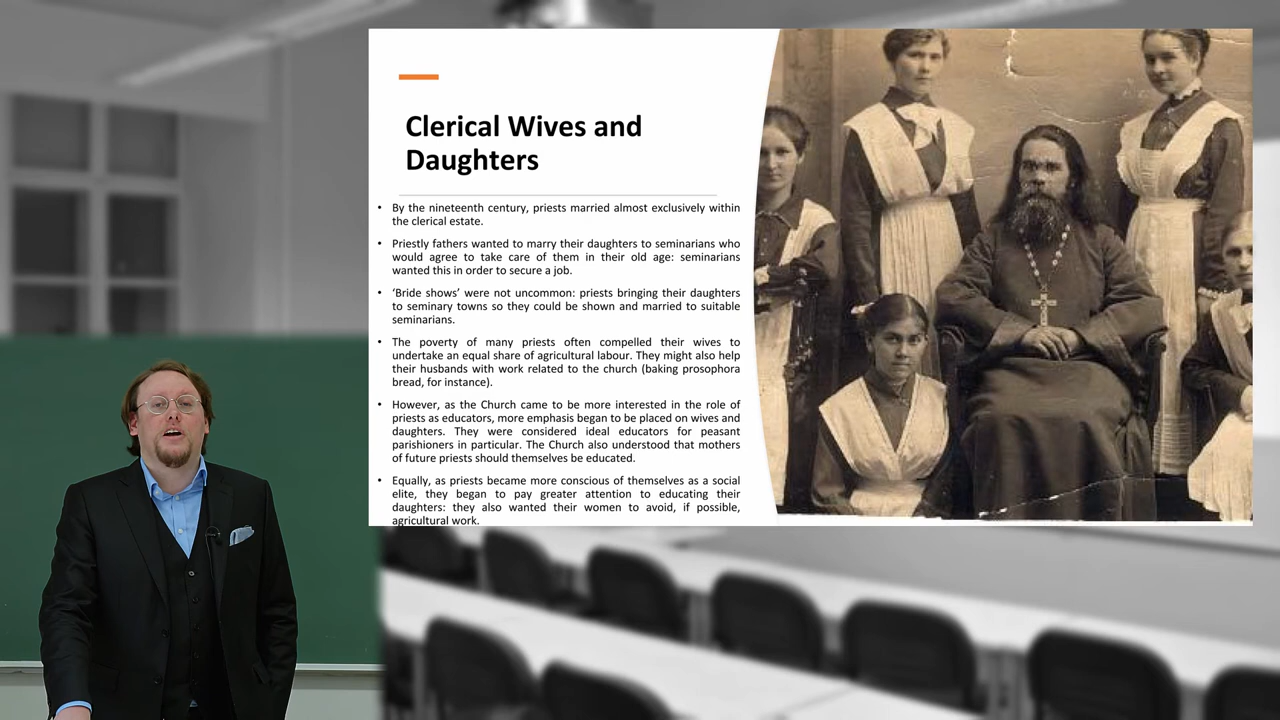 Clerical Wives and
Daughters
• By the nineteenth century, priests married almost exclusively within
the clerical estate.
• Priestly fathers wanted to marry their daughters to seminarians who
would agree to take care of them in their old age: seminarians
wanted this in order to secure a job.
• ‘Bride shows’ were not uncommon: priests bringing their daughters
to seminary towns so they could be shown and married to suitable
seminarians.
• The poverty of many priests often compelled their wives to
undertake an equal share of agricultural labour. They might also help
their husbands with work related to the church (baking prosophora
bread, for instance).
• However, as the Church came to be more interested in the role of
priests as educators, more emphasis began to be placed on wives and
daughters. They were considered ideal educators for peasant
parishioners in particular. The Church also understood that mothers
of future priests should themselves be educated.
• Equally, as priests became more conscious of themselves as a social
elite, they began to pay greater attention to educating their
daughters: they also wanted their women to avoid, if possible,
agricultural work.